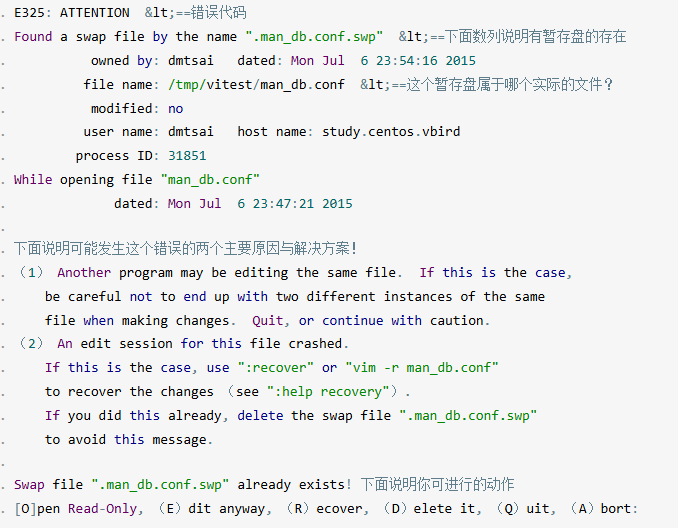 . E325: ATTENTION  &lt;==错误代码
. Found a swap file by the name ".man_db.conf.swp"  &lt;==下面数列说明有暂存盘的存在
.           owned by: dmtsai   dated: Mon Jul  6 23:54:16 2015
.          file name: /tmp/vitest/man_db.conf  &lt;==这个暂存盘属于哪个实际的文件？
.           modified: no
.          user name: dmtsai   host name: study.centos.vbird
.         process ID: 31851
. While opening file "man_db.conf"
.              dated: Mon Jul  6 23:47:21 2015
.
. 下面说明可能发生这个错误的两个主要原因与解决方案！
. （1） Another program may be editing the same file.  If this is the case,
.     be careful not to end up with two different instances of the same
.     file when making changes.  Quit, or continue with caution.
. （2） An edit session for this file crashed.
.     If this is the case, use ":recover" or "vim -r man_db.conf"
.     to recover the changes （see ":help recovery"）.
.     If you did this already, delete the swap file ".man_db.conf.swp"
.     to avoid this message.
.
. Swap file ".man_db.conf.swp" already exists! 下面说明你可进行的动作
. [O]pen Read-Only, （E）dit anyway, （R）ecover, （D）elete it, （Q）uit, （A）bort: